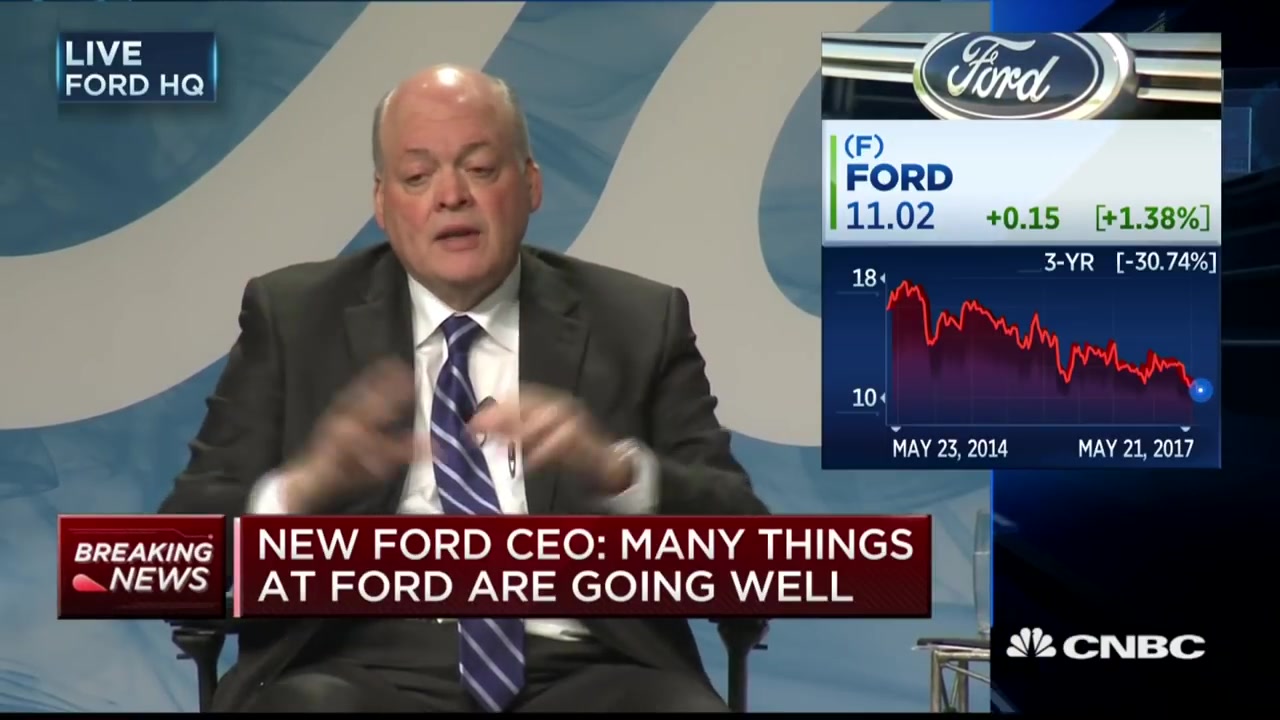 LIVE
FORD HQ
Ford
(F)
FORD
11.02 +0.15 [+1.38%]
3-YR [-30.74%]
18
10
MAY 23, 2014 MAY 21, 2017
BREAKING
NEWS
NEW FORD CEO: MANY THINGS
AT FORD ARE GOING WELL
CNBC